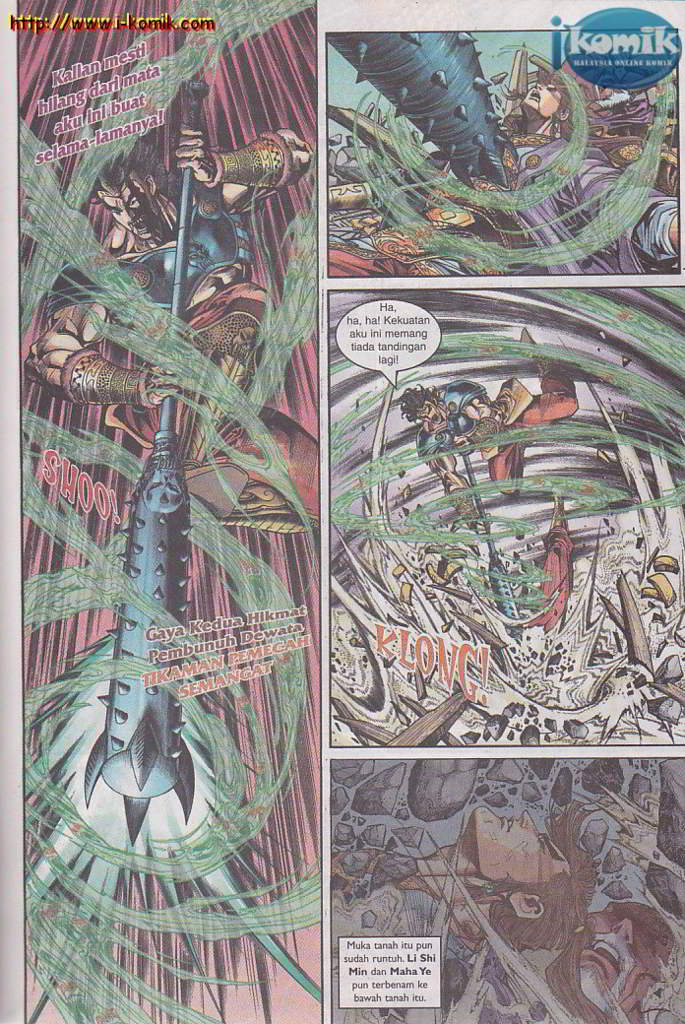 http://www.i-komik.com
i komik
MALAYSIA ONLINE KOMIK
Kalian mesti
hilang dari mata
aku ini buat
selama-lamanya!
SHOO!
Gaya Kedua Hikmat
Pembunuh Dewata,
TIKAMAN PEMECAH
SEMANGAT
Ha,
ha, ha! Kekuatan
aku ini memang
tiada tandingan
lagi!
KLONG!
Muka tanah itu pun
sudah runtuh. Li Shi
Min dan Maha Ye
pun terbenam ke
bawah tanah itu.